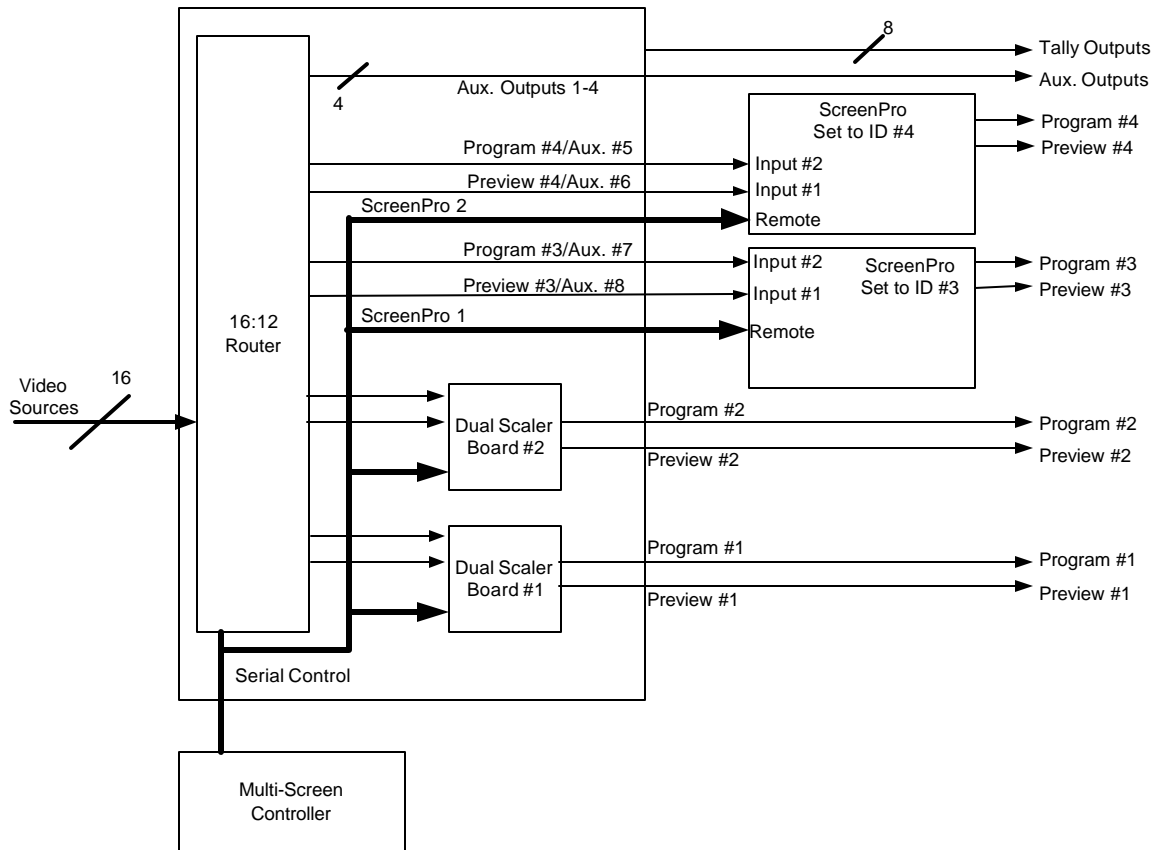 8
Tally Outputs
Aux. Outputs
4
Aux. Outputs 1-4
ScreenPro
Set to ID #4
Program #4
Preview #4
Program #4/Aux. #5
Input #2
Preview #4/Aux. #6
Input #1
ScreenPro 2
Remote
Program #3/Aux. #7
Input #2
ScreenPro
Set to ID #3
Program #3
Preview #3
Preview #3/Aux. #8
Input #1
ScreenPro 1
Remote
16:12
Router
Video
Sources
16
Dual Scaler
Board #2
Program #2
Preview #2
Program #2
Preview #2
Dual Scaler
Board #1
Program #1
Preview #1
Program #1
Preview #1
Serial Control
Multi-Screen
Controller